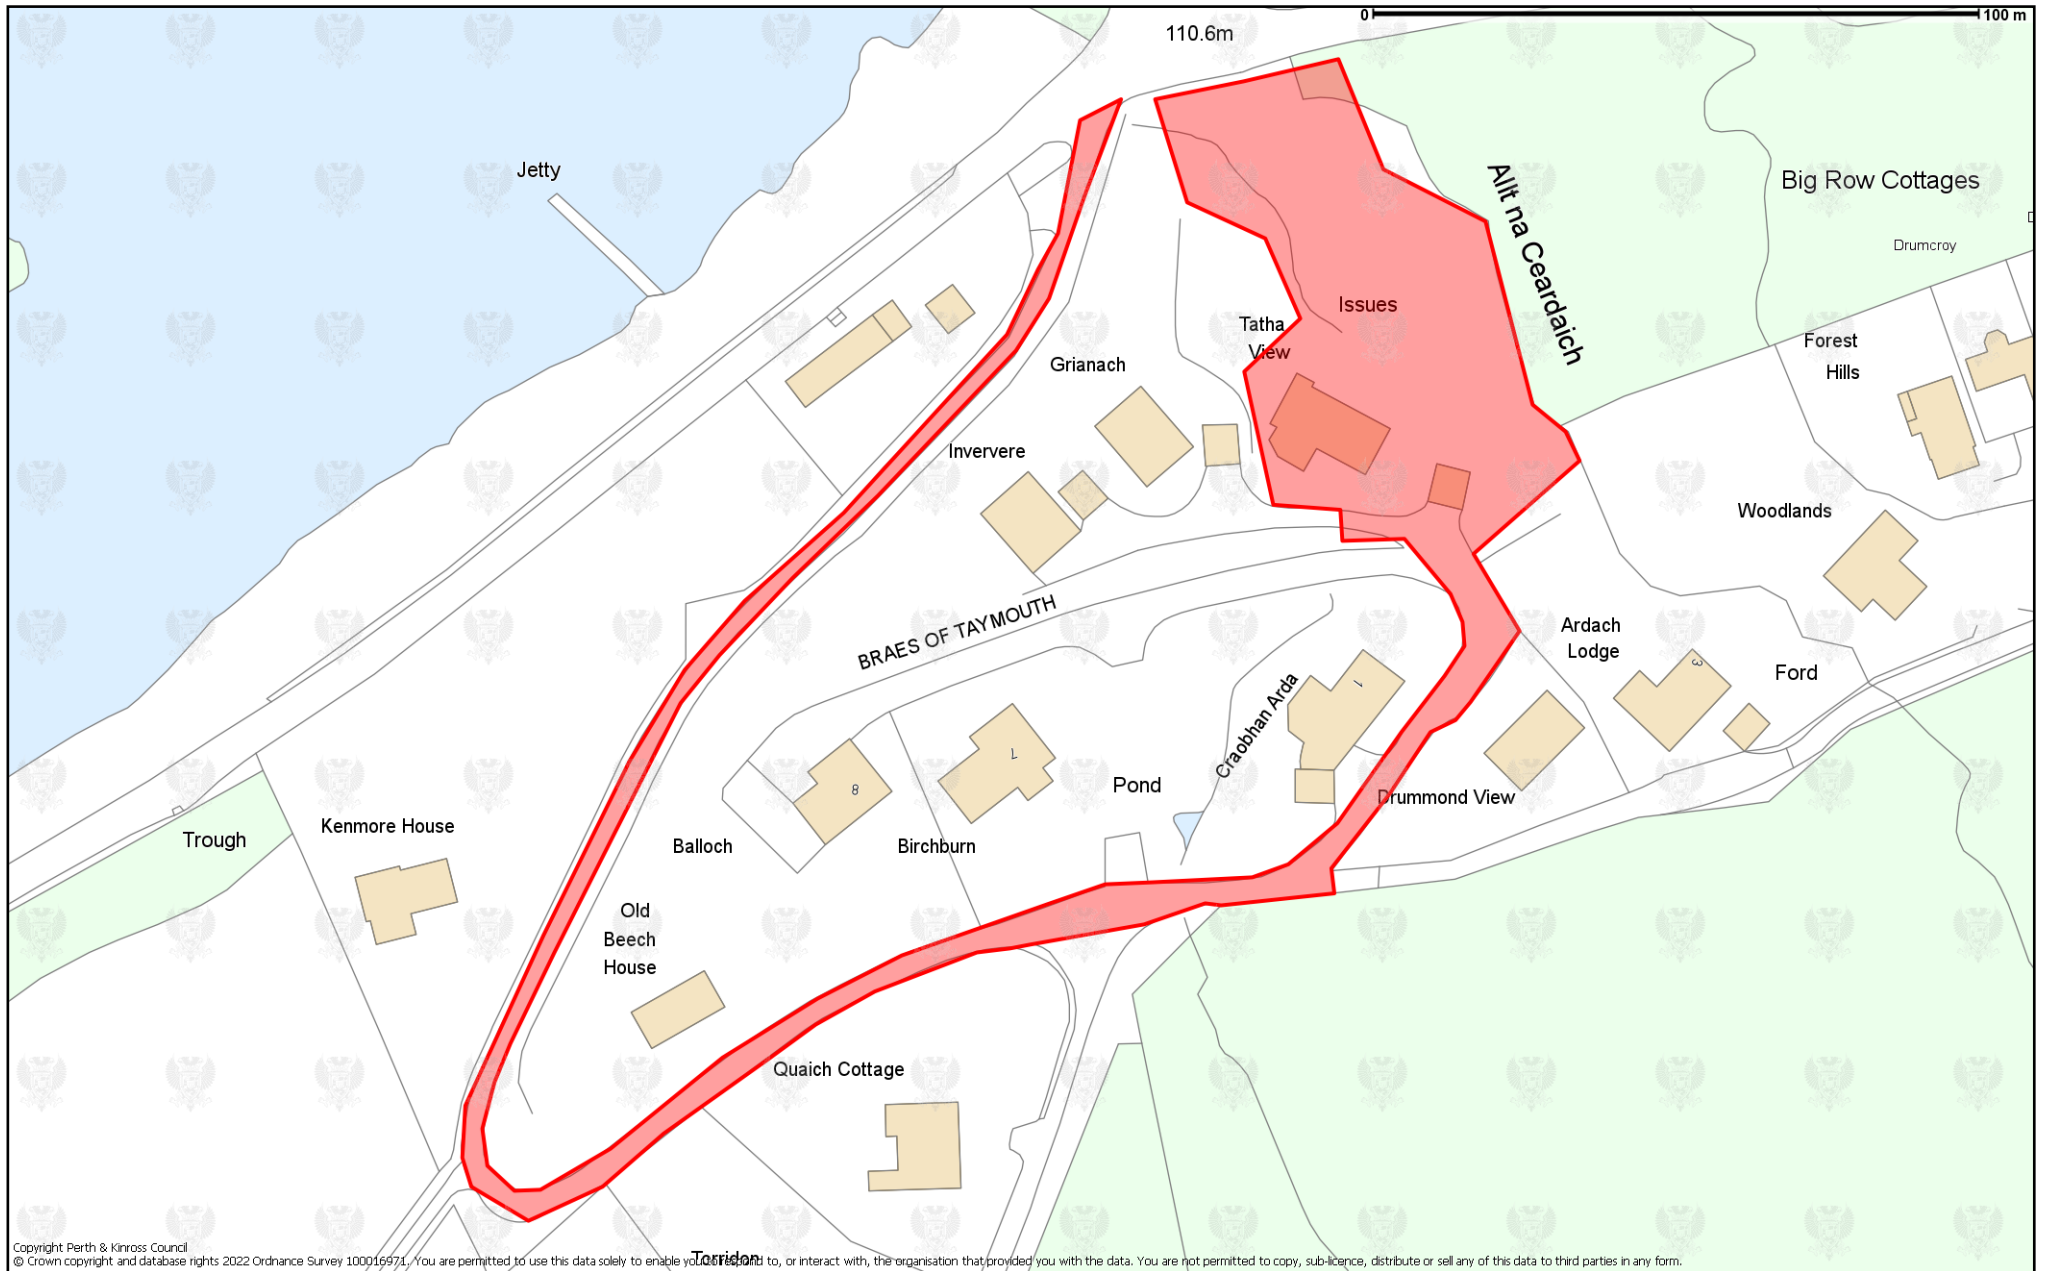 0 100 m
110.6m
Jetty
Allt na Ceardaich
Big Row Cottages
Drumcroy
Issues
Tatha
View
Forest
Hills
Grianach
Inververe
Woodlands
BRAES OF TAYMOUTH
Ardach
Lodge
3
Ford
1
Craobhan Arda
7
8
Pond
Drummond View
Trough
Kenmore House
Balloch
Birchburn
Old
Beech
House
Quaich Cottage
Torridon
Copyright Perth & Kinross Council
© Crown copyright and database rights 2022 Ordnance Survey 100016971. You are permitted to use this data solely to enable you to respond to, or interact with, the organisation that provided you with the data. You are not permitted to copy, sub-licence, distribute or sell any of this data to third parties in any form.